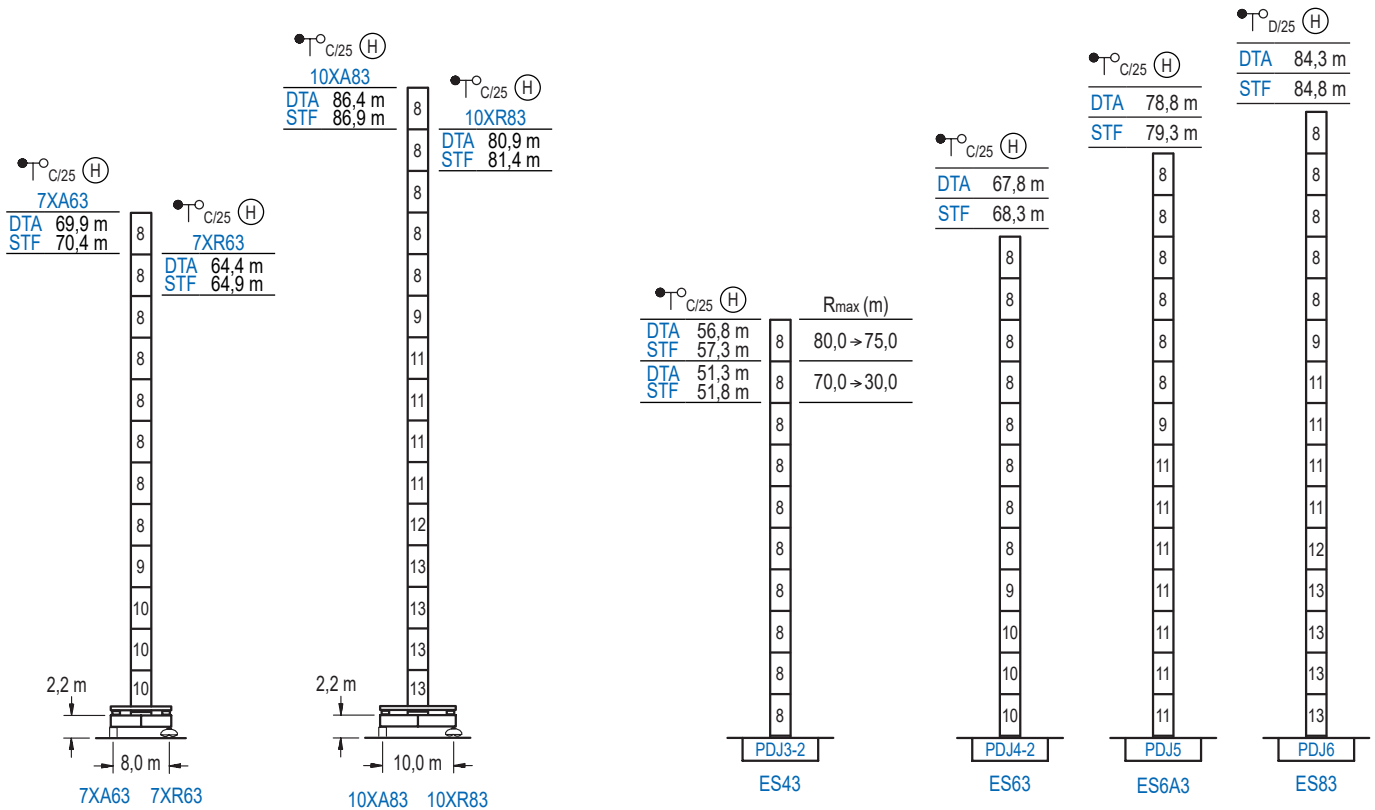 C/25 H
7XA63
DTA 69,9 m
STF 70,4 m
C/25 H
7XR63
DTA 64,4 m
STF 64,9 m
8
8
8
8
8
8
8
8
9
10
10
10
2,2 m
8,0 m
7XA63 7XR63
C/25 H
10XA83
DTA 86,4 m
STF 86,9 m
C/25 H
10XR83
DTA 80,9 m
STF 81,4 m
8
8
8
8
8
9
11
11
11
11
12
13
13
13
13
2,2 m
10,0 m
10XA83 10XR83
C/25 H
Rmax (m)
DTA 56,8 m
STF 57,3 m
80,0→75,0
DTA 51,3 m
STF 51,8 m
70,0→30,0
8
8
8
8
8
8
8
8
8
8
PDJ3-2
ES43
C/25 H
DTA 67,8 m
STF 68,3 m
8
8
8
8
8
8
8
8
9
10
10
10
PDJ4-2
ES63
C/25 H
DTA 78,8 m
STF 79,3 m
8
8
8
8
8
8
9
11
11
11
11
11
11
11
PDJ5
ES6A3
D/25 H
DTA 84,3 m
STF 84,8 m
8
8
8
8
8
9
11
11
11
11
12
13
13
13
PDJ6
ES83